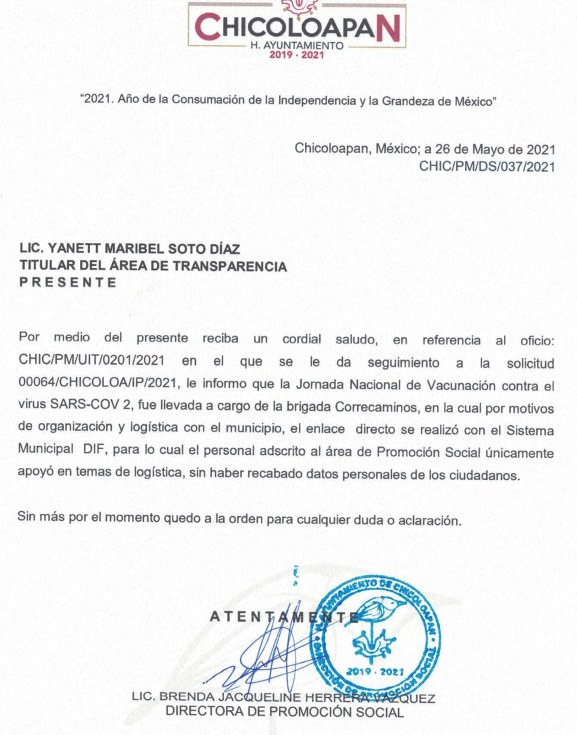 CHICOLOAPAN
H. AYUNTAMIENTO
2019 - 2021
"2021. Año de la Consumación de la Independencia y la Grandeza de México"
Chicoloapan, México; a 26 de Mayo de 2021
CHIC/PM/DS/037/2021
LIC. YANETT MARIBEL SOTO DÍAZ
TITULAR DEL ÁREA DE TRANSPARENCIA
P R E S E N T E
Por medio del presente reciba un cordial saludo, en referencia al oficio:
CHIC/PM/UIT/0201/2021 en el que se le da seguimiento a la solicitud
00064/CHICOLOA/IP/2021, le informo que la Jornada Nacional de Vacunación contra el
virus SARS-COV 2, fue llevada a cargo de la brigada Correcaminos, en la cual por motivos
de organización y logística con el municipio, el enlace directo se realizó con el Sistema
Municipal DIF, para lo cual el personal adscrito al área de Promoción Social únicamente
apoyó en temas de logística, sin haber recabado datos personales de los ciudadanos.
Sin más por el momento quedo a la orden para cualquier duda o aclaración.
A T E N T A M E N T E
H. AYUNTAMIENTO DE CHICOLOAPAN
2019 - 2021
DIRECCIÓN DE PROMOCIÓN SOCIAL
LIC. BRENDA JACQUELINE HERRERA VÁZQUEZ
DIRECTORA DE PROMOCIÓN SOCIAL